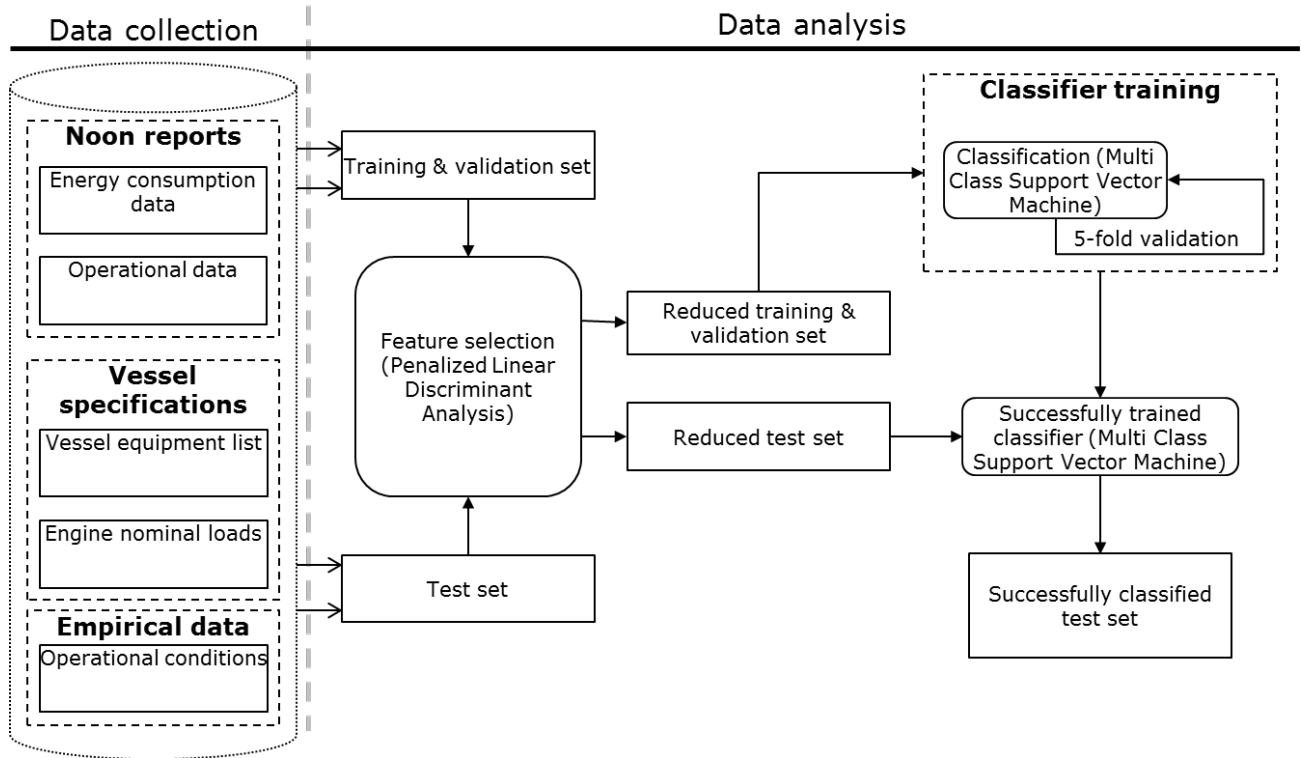 Data collection
Data analysis
Noon reports
Energy consumption
data
Operational data
Vessel
specifications
Vessel equipment list
Engine nominal loads
Empirical data
Operational conditions
Training & validation set
Feature selection
(Penalized Linear
Discriminant
Analysis)
Test set
Reduced training &
validation set
Reduced test set
Classifier training
Classification (Multi
Class Support Vector
Machine)
5-fold validation
Successfully trained
classifier (Multi Class
Support Vector Machine)
Successfully classified
test set